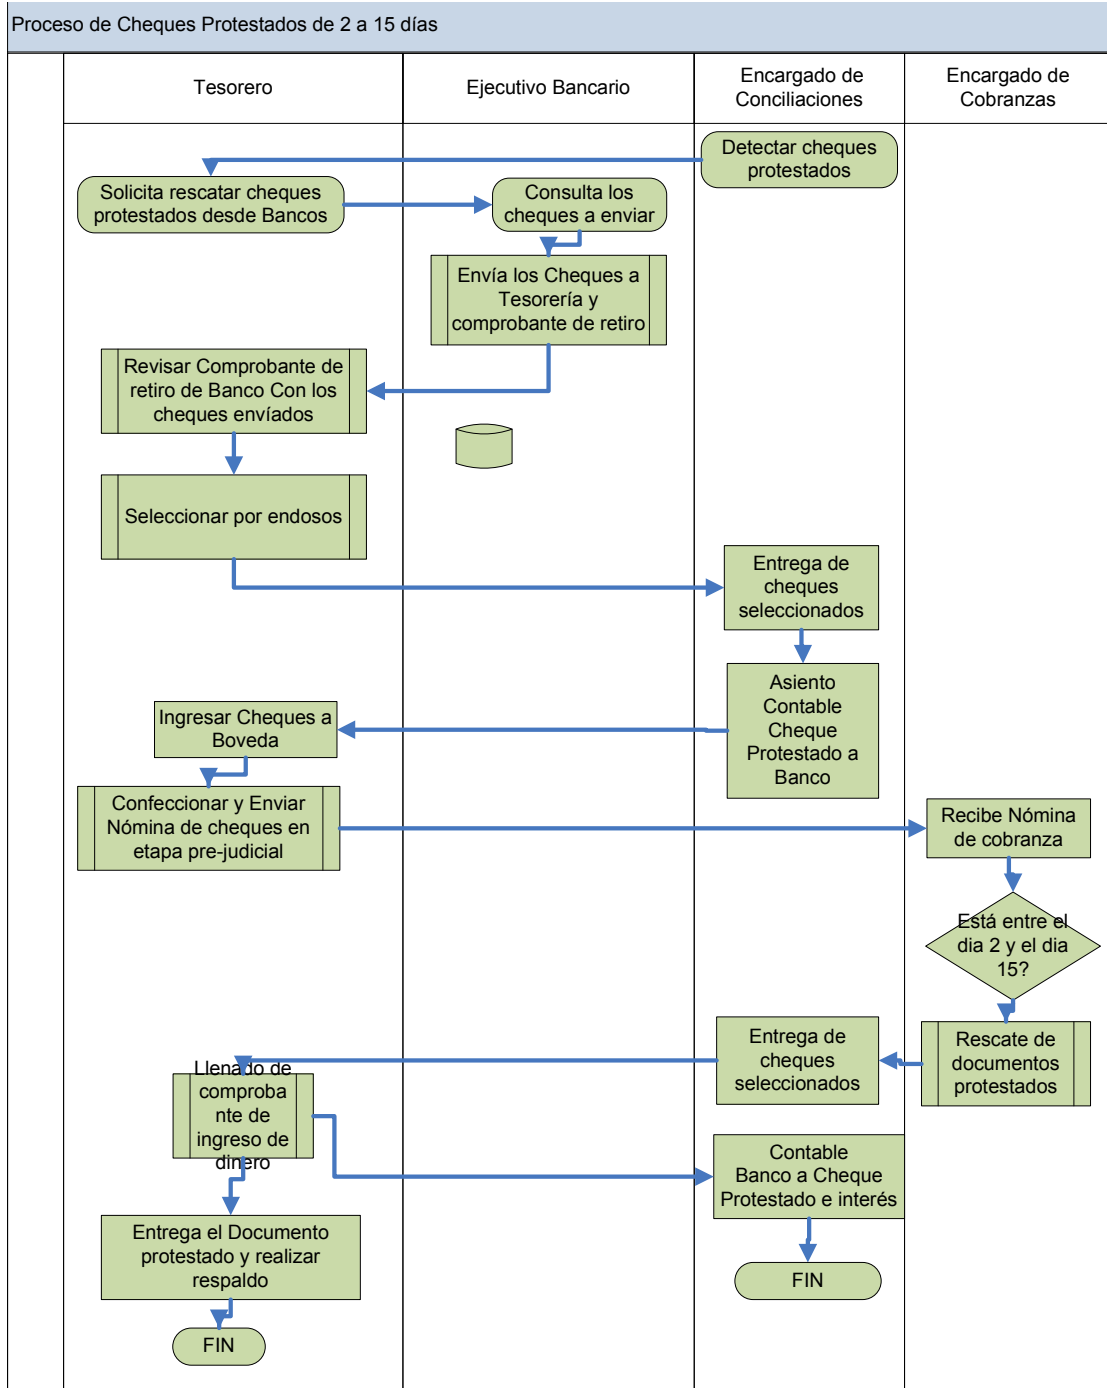 Proceso de Cheques Protestados de 2 a 15 días
Tesorero
Ejecutivo Bancario
Encargado de
Conciliaciones
Encargado de
Cobranzas
Detectar cheques
protestados
Solicita rescatar cheques
protestados desde Bancos
Consulta los
cheques a enviar
Envía los Cheques a
Tesorería y
comprobante de retiro
Revisar Comprobante de
retiro de Banco Con los
cheques envíados
Seleccionar por endosos
Entrega de
cheques
seleccionados
Asiento
Contable
Cheque
Protestado a
Banco
Ingresar Cheques a
Boveda
Confeccionar y Enviar
Nómina de cheques en
etapa pre-judicial
Recibe Nómina
de cobranza
Está entre el
dia 2 y el dia
15?
Rescate de
documentos
protestados
Entrega de
cheques
seleccionados
Llenado de
comproba
nte de
ingreso de
dinero
Contable
Banco a Cheque
Protestado e interés
Entrega el Documento
protestado y realizar
respaldo
FIN
FIN